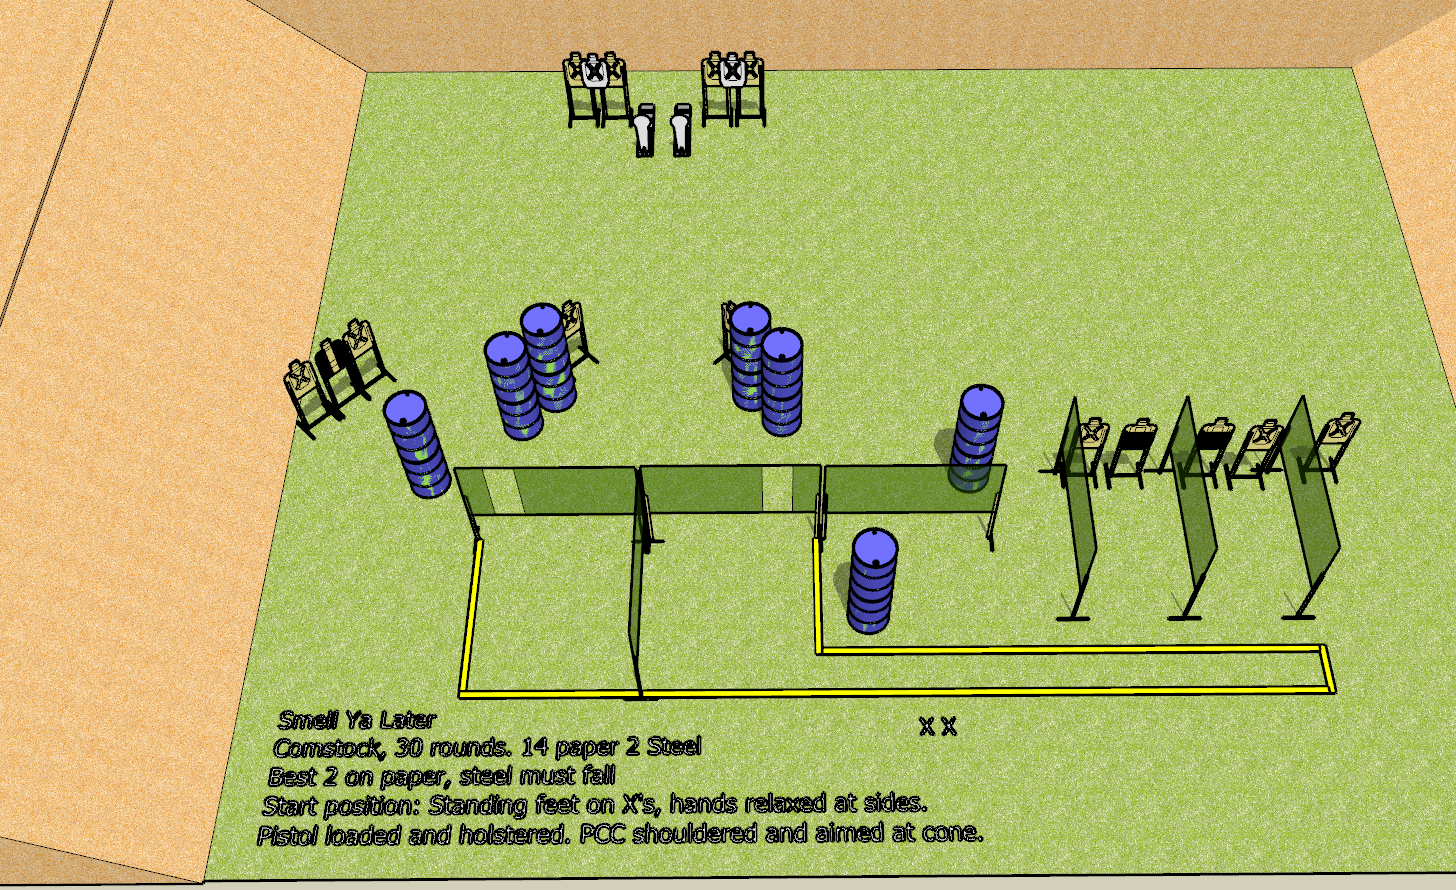 X X
Smell Ya Later
Comstock, 30 rounds. 14 paper 2 Steel
Best 2 on paper, steel must fall
Start position: Standing feet on X's, hands relaxed at sides.
Pistol loaded and holstered. PCC shouldered and aimed at cone.